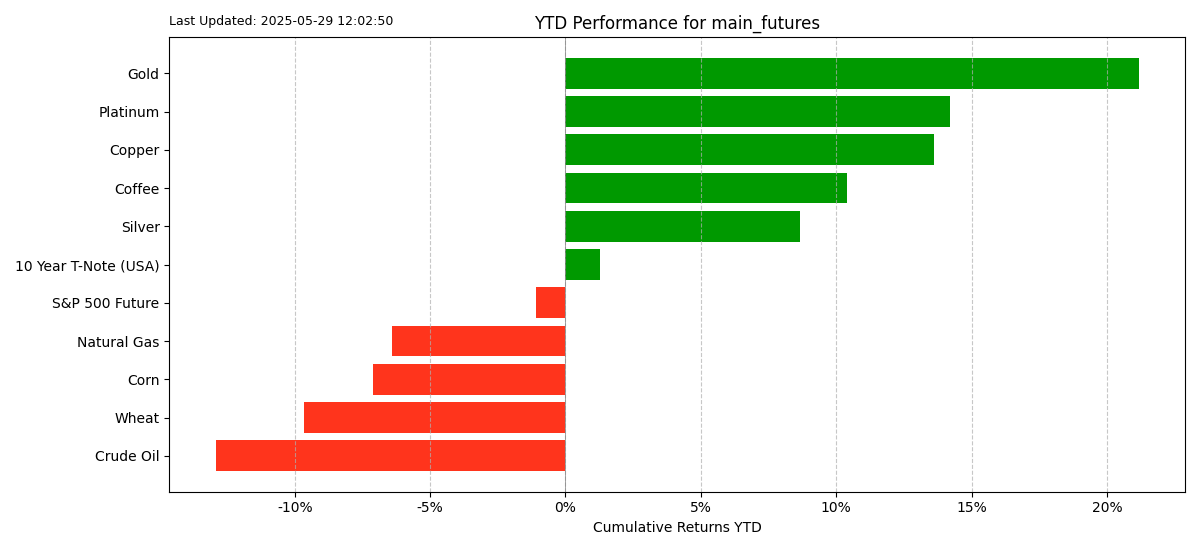 Last Updated: 2025-05-29 12:02:50
YTD Performance for main_futures
Gold
Platinum
Copper
Coffee
Silver
10 Year T-Note (USA)
S&P 500 Future
Natural Gas
Corn
Wheat
Crude Oil
-10%
-5%
0%
5%
10%
15%
20%
Cumulative Returns YTD